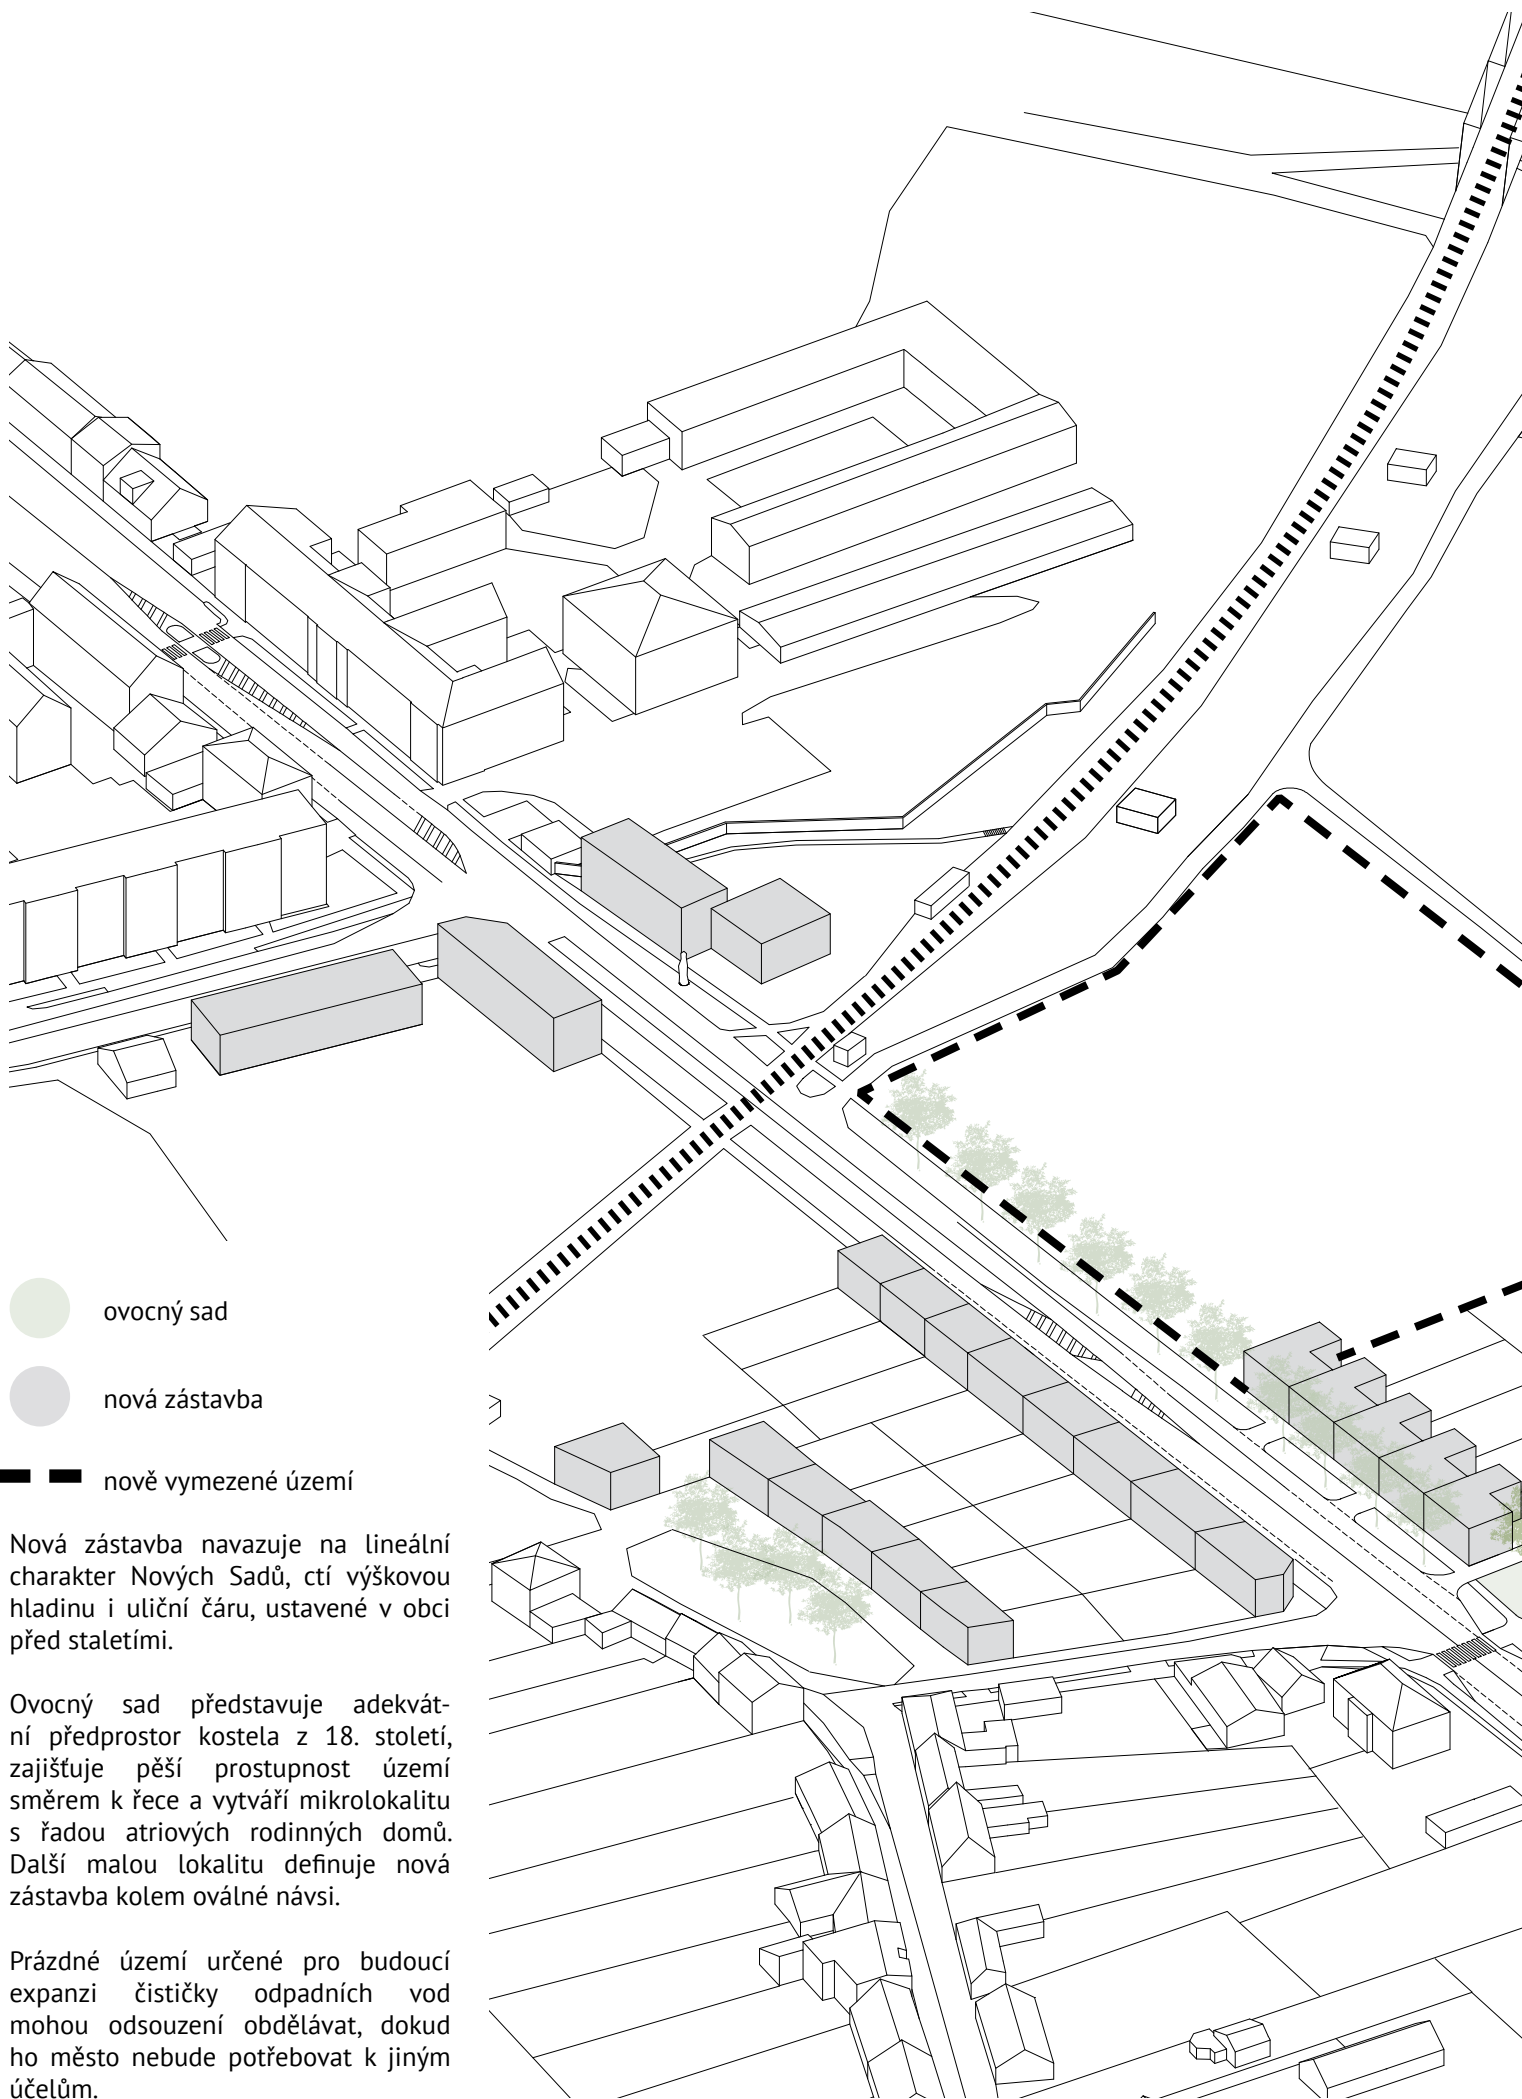 ovocný sad
nová zástavba
nově vymezené území
Nová zástavba navazuje na lineální
charakter Nových Sadů, ctí výškovou
hladinu i uliční čáru, ustavené v obci
před staletími.
Ovocný sad představuje adekvát-
ní předprostor kostela z 18. století,
zajišťuje pěší prostupnost území
směrem k řece a vytváří mikrolokalitu
s řadou atriových rodinných domů.
Další malou lokalitu definuje nová
zástavba kolem oválné návsi.
Prázdné území určené pro budoucí
expanzi čističky odpadních vod
mohou odsouzení obdělávat, dokud
ho město nebude potřebovat k jiným
účelům.